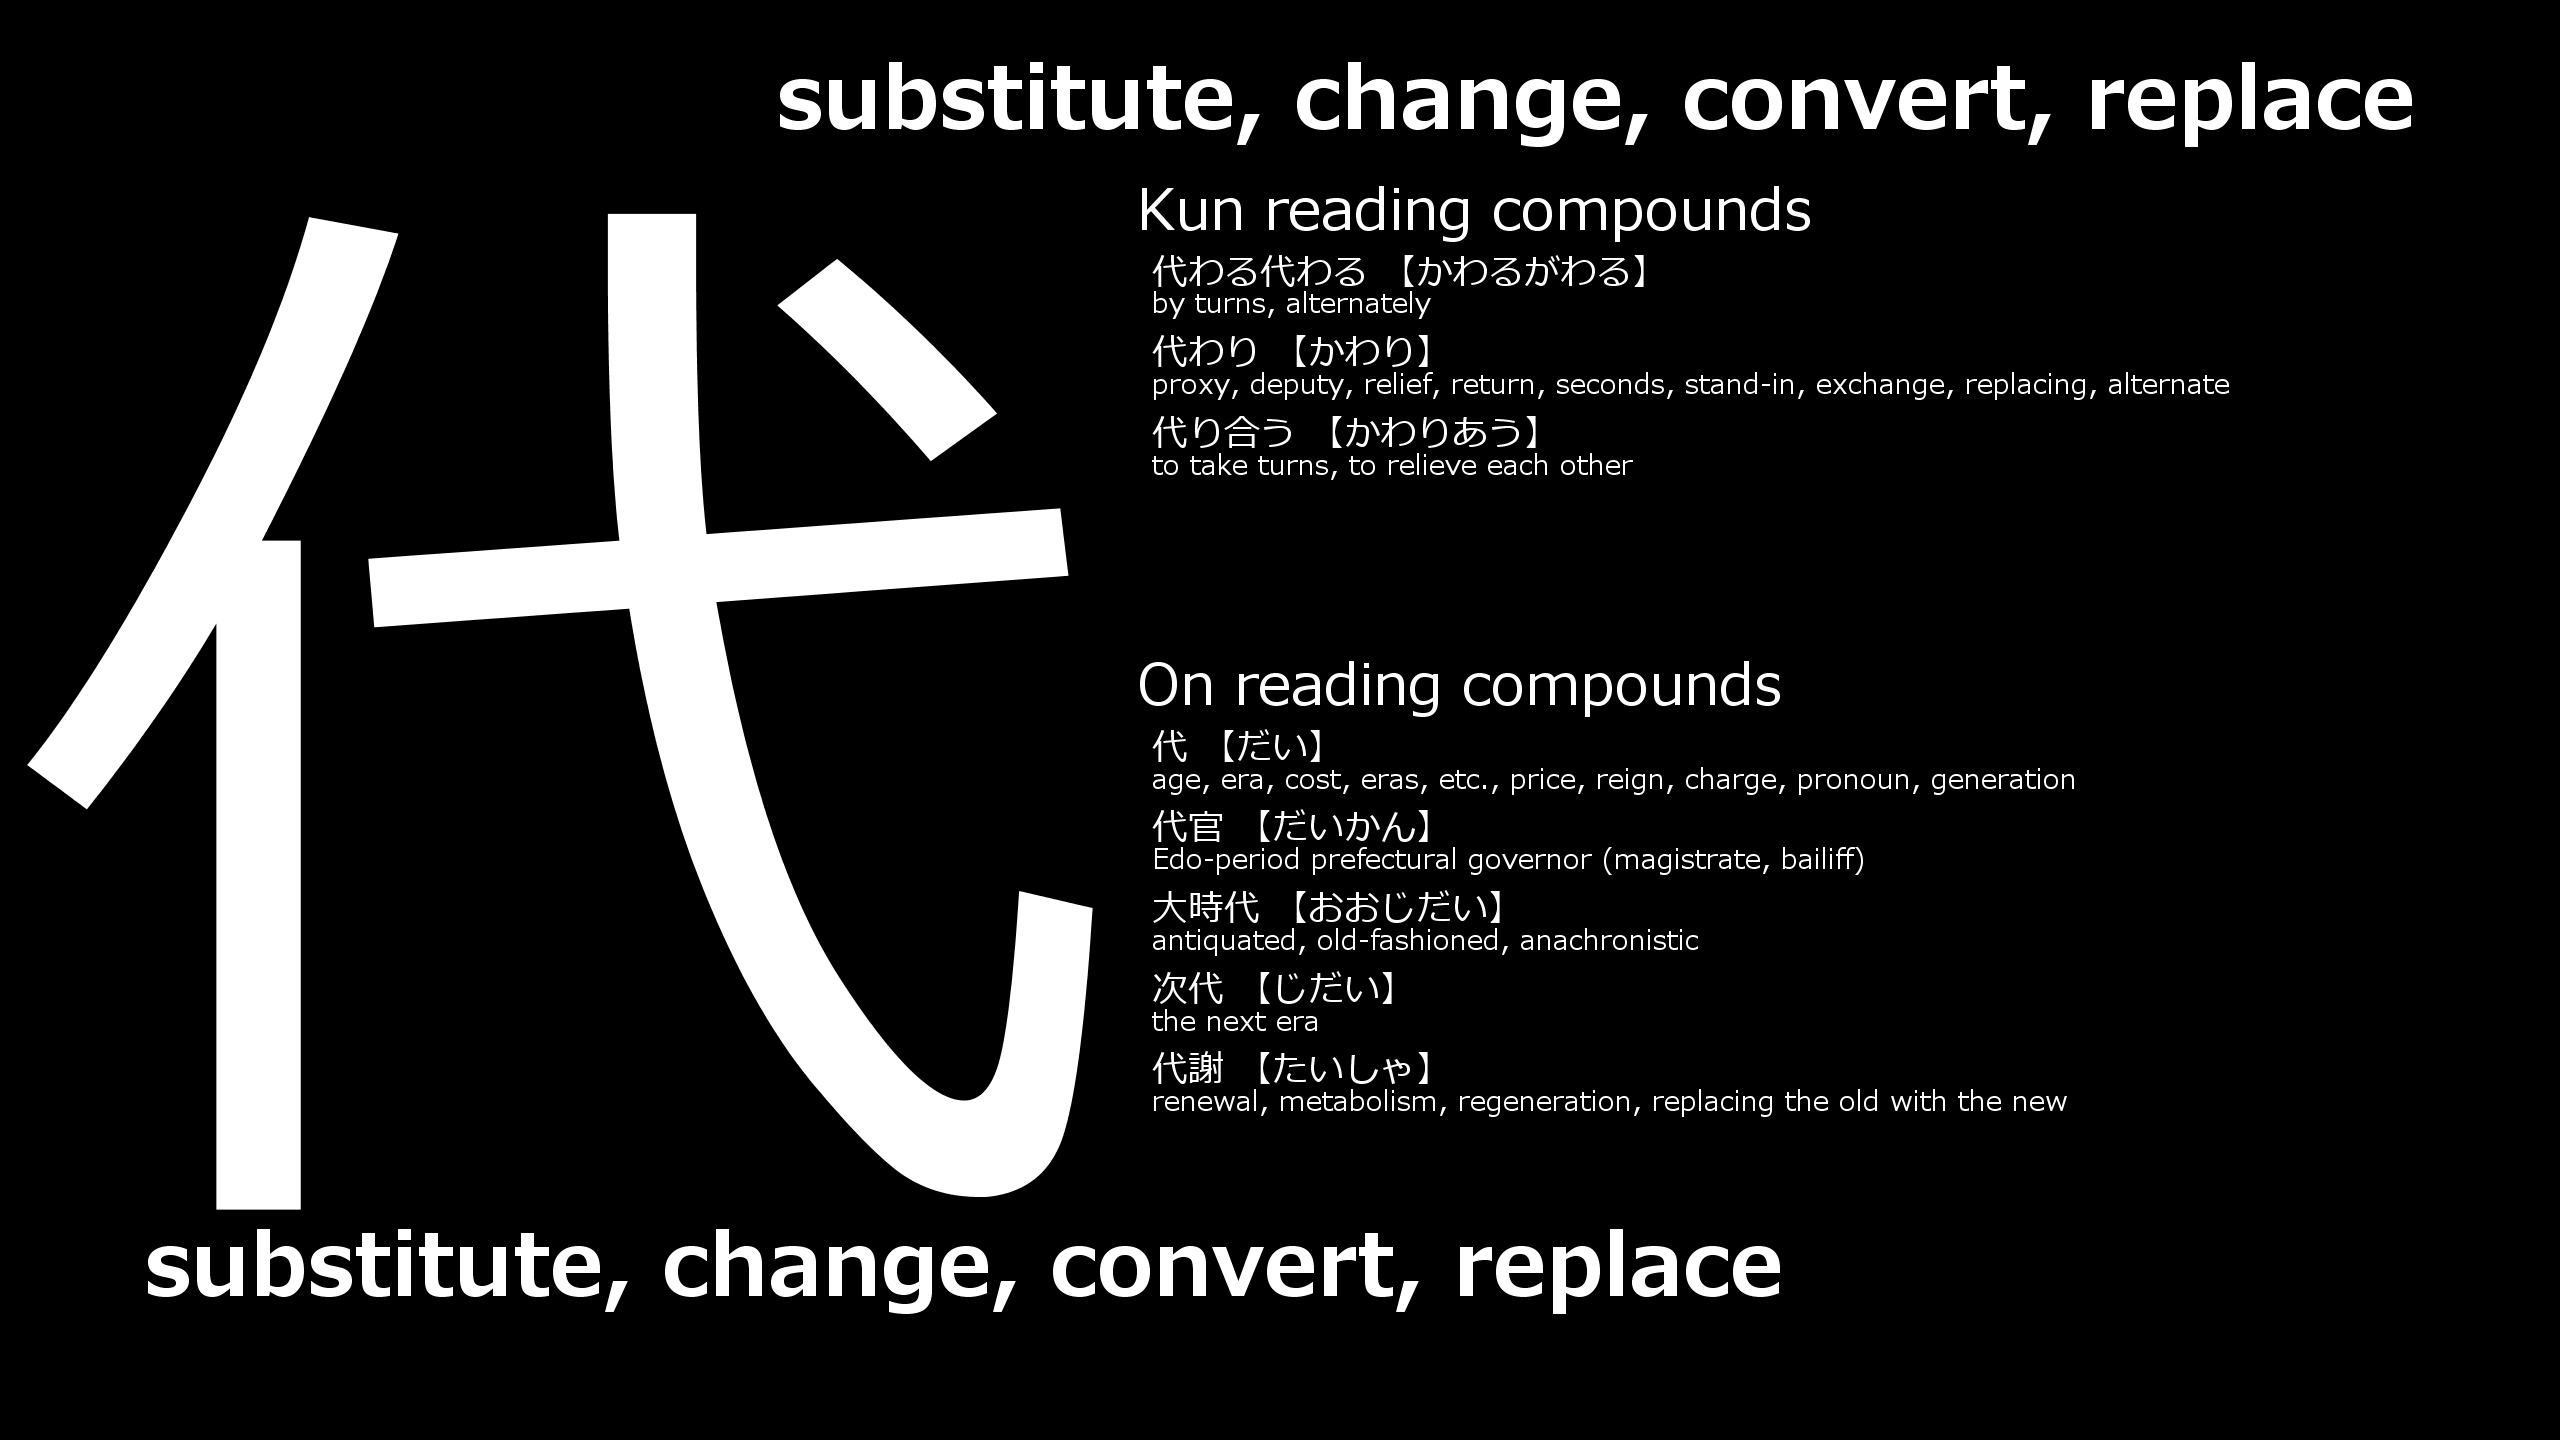 substitute, change, convert, replace
代
Kun reading compounds
代わる代わる 【かわるがわる】
by turns, alternately
代わり 【かわり】
proxy, deputy, relief, return, seconds, stand-in, exchange, replacing, alternate
代り合う 【かわりあう】
to take turns, to relieve each other
On reading compounds
代 【だい】
age, era, cost, eras, etc., price, reign, charge, pronoun, generation
代官 【だいかん】
Edo-period prefectural governor (magistrate, bailiff)
大時代 【おおじだい】
antiquated, old-fashioned, anachronistic
次代 【じだい】
the next era
代謝 【たいしゃ】
renewal, metabolism, regeneration, replacing the old with the new
substitute, change, convert, replace